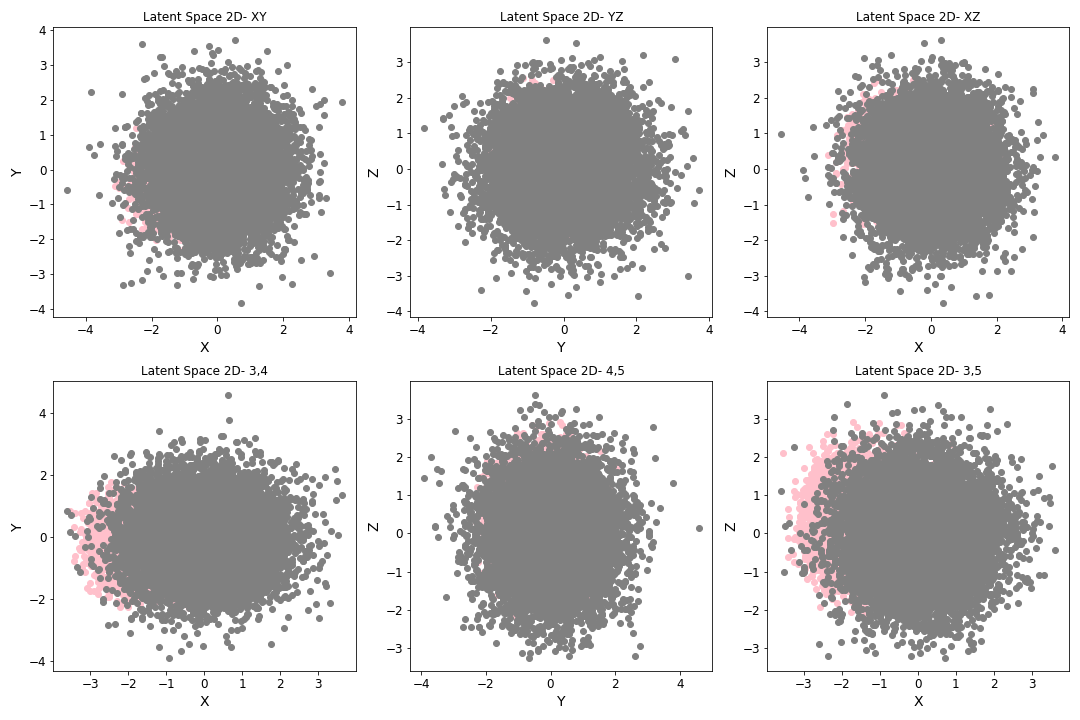 Latent Space 2D- XY
4
3
2
1
0
−1
−2
−3
−4
Y
−4 −2 0 2 4
X
Latent Space 2D- YZ
3
2
1
0
−1
−2
−3
−4
Z
−4 −2 0 2 4
Y
Latent Space 2D- XZ
3
2
1
0
−1
−2
−3
−4
Z
−4 −2 0 2 4
X
Latent Space 2D- 3,4
4
2
0
−2
−4
Y
−3 −2 −1 0 1 2 3
X
Latent Space 2D- 4,5
3
2
1
0
−1
−2
−3
Z
−4 −2 0 2 4
Y
Latent Space 2D- 3,5
3
2
1
0
−1
−2
−3
Z
−3 −2 −1 0 1 2 3
X